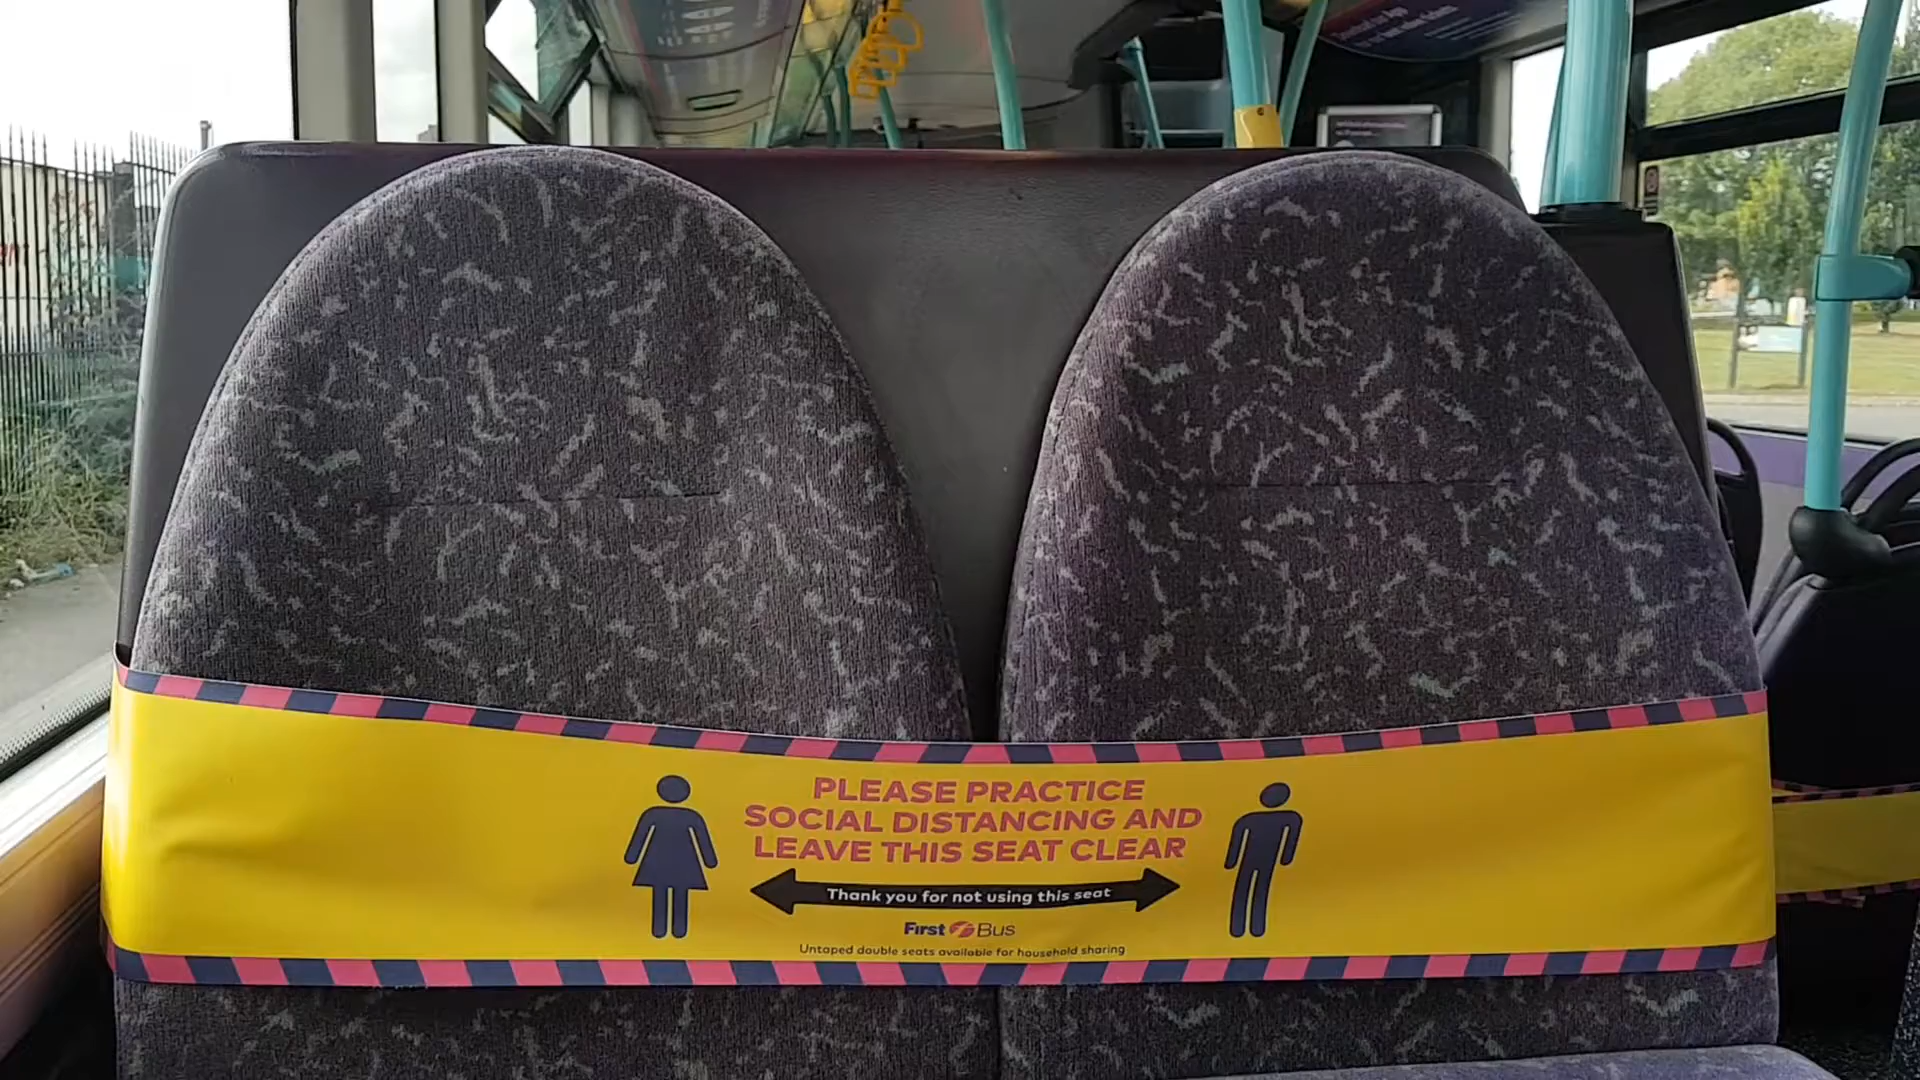 PLEASE PRACTICE
SOCIAL DISTANCING AND
LEAVE THIS SEAT CLEAR
Thank you for not using this seat
First Bus
Untaped double seats available for household sharing